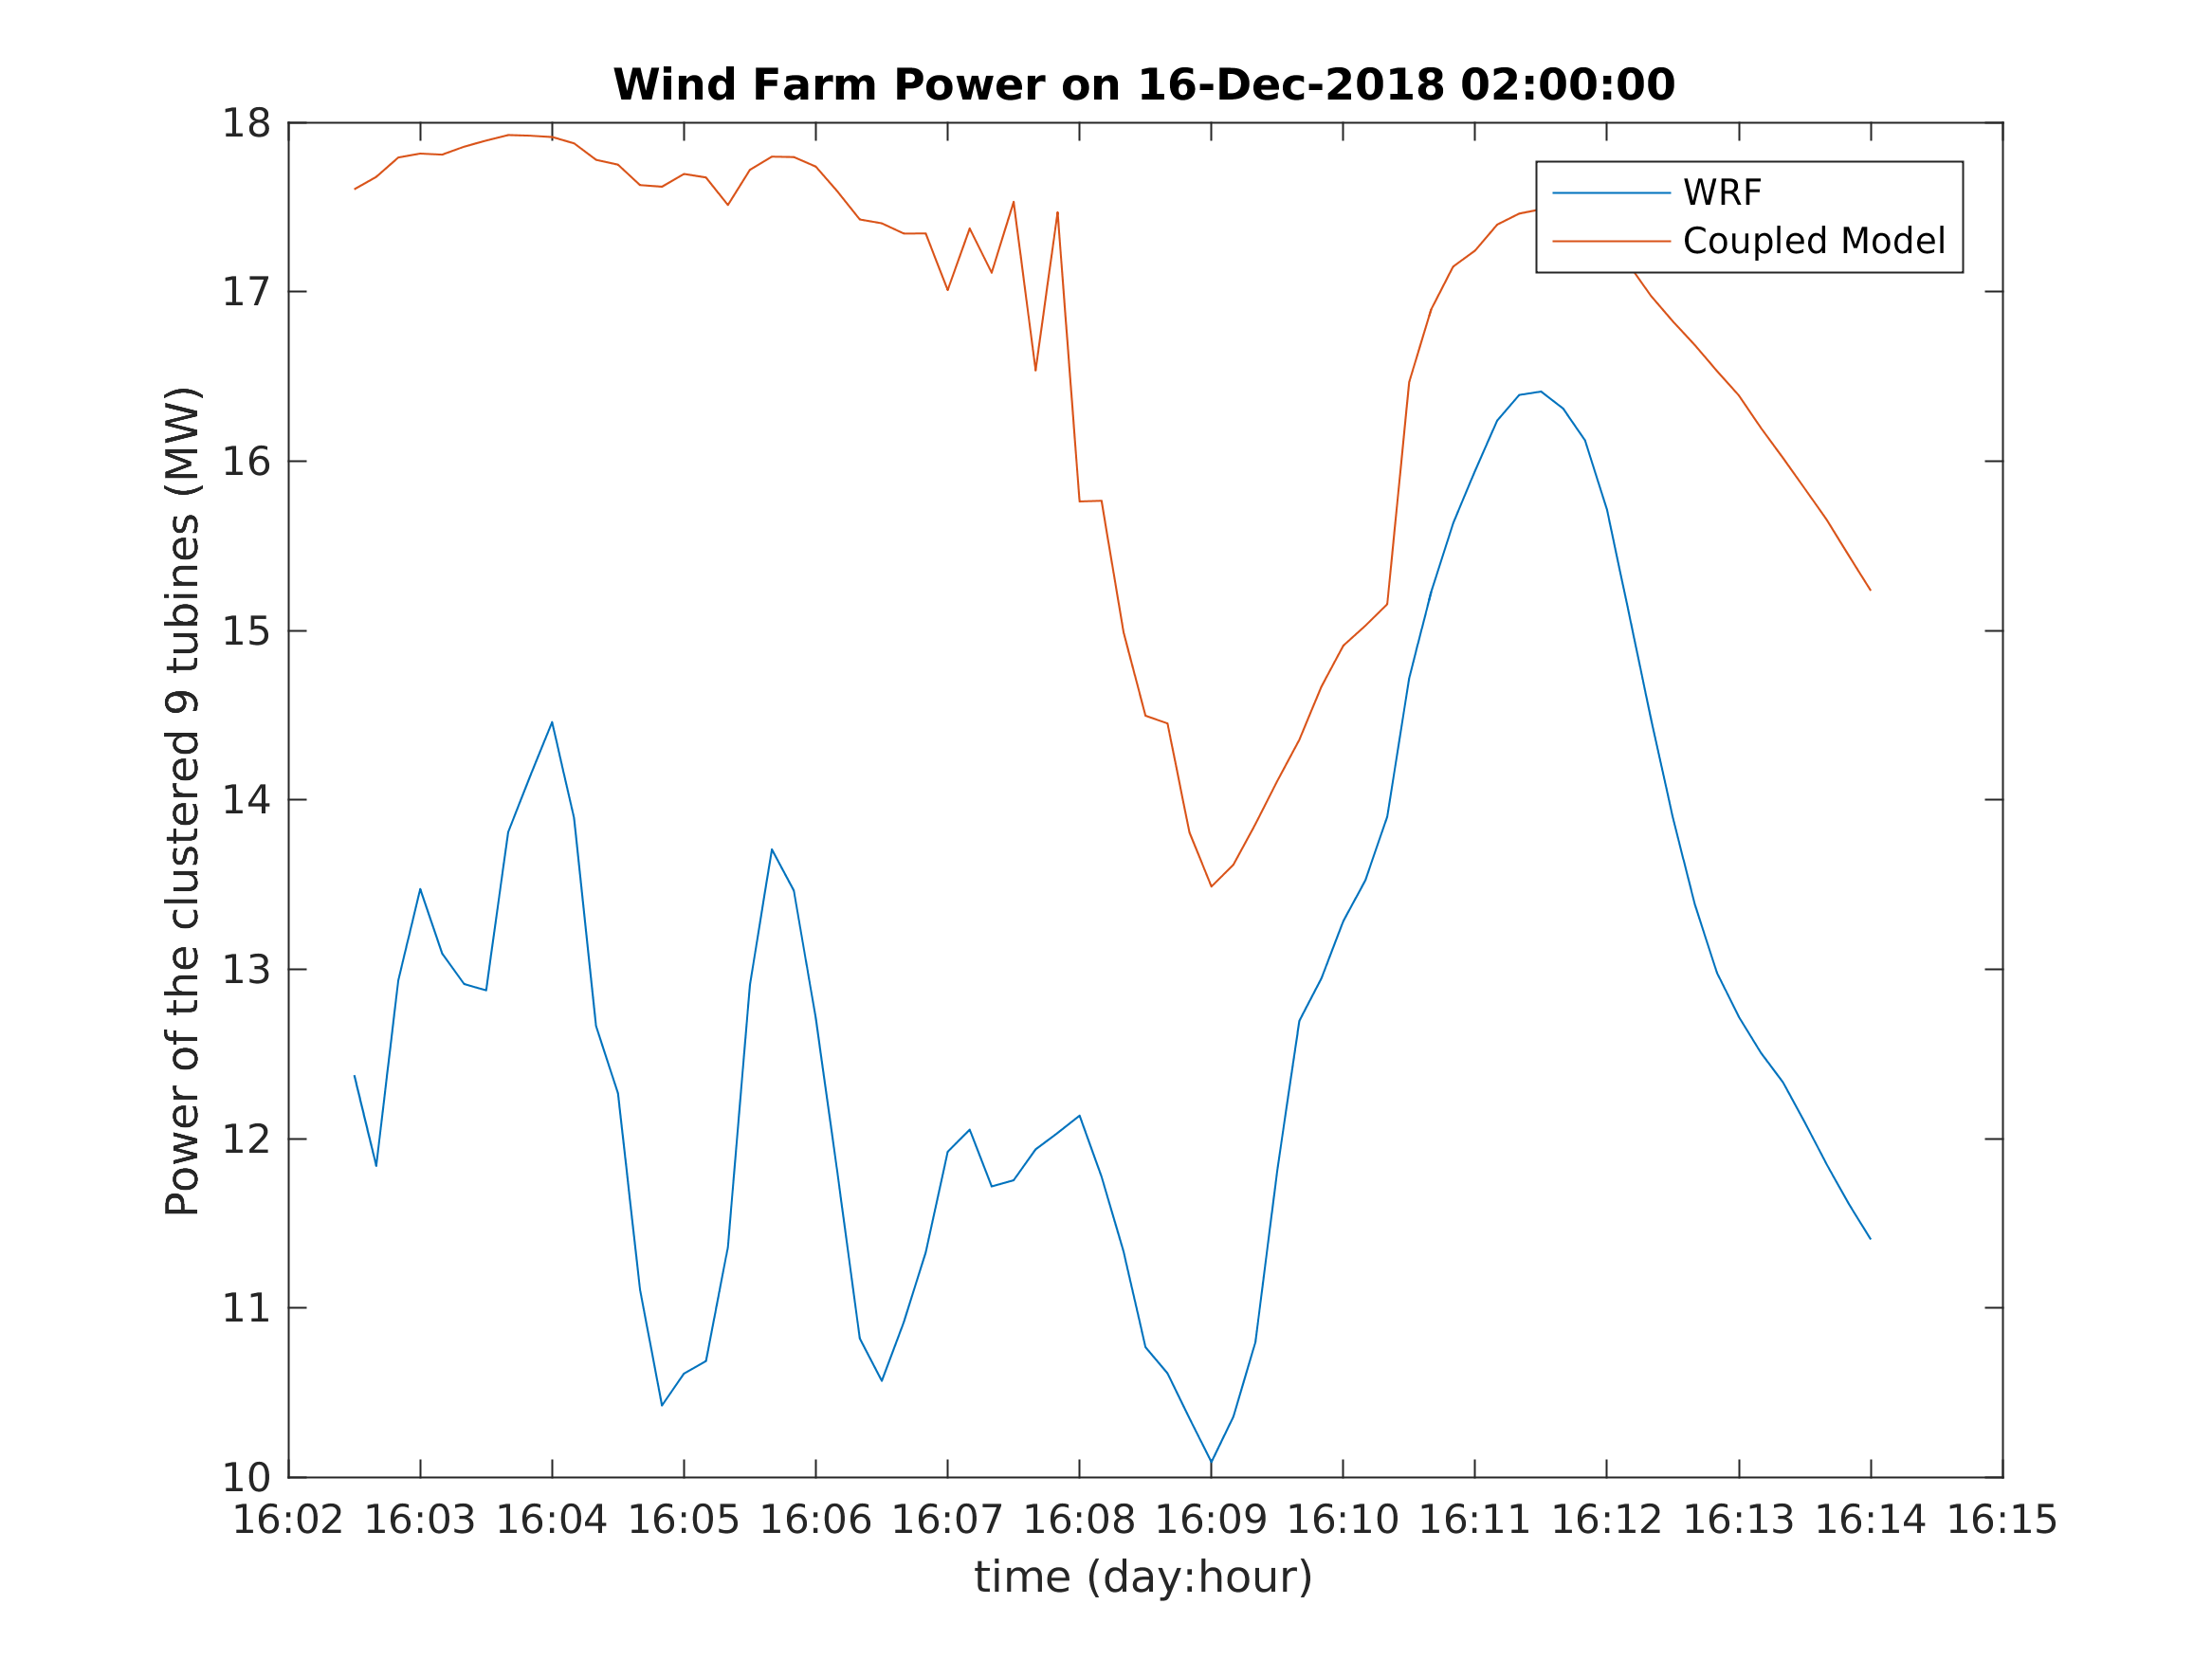 Wind Farm Power on 16-Dec-2018 02:00:00
18
17
16
15
14
13
12
11
10
Power of the clustered 9 tubines (MW)
WRF
Coupled Model
16:02 16:03 16:04 16:05 16:06 16:07 16:08 16:09 16:10 16:11 16:12 16:13 16:14 16:15
time (day:hour)